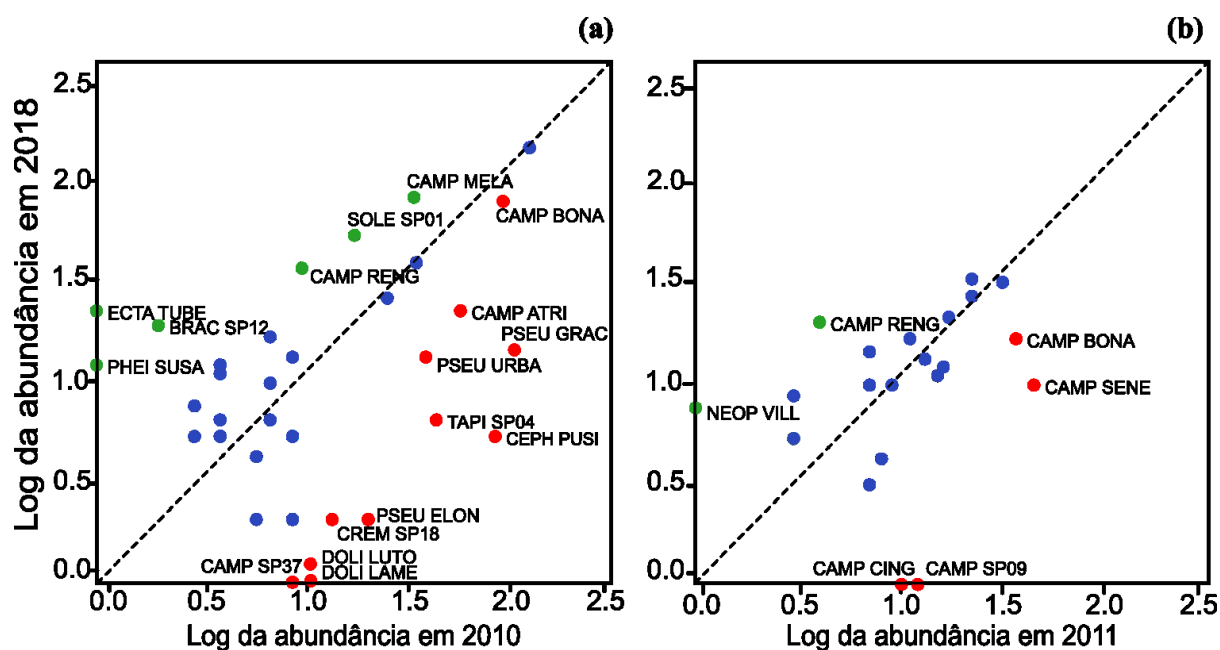 (a)
(b)
Log da abundância em 2018
2.5
2.0
1.5
1.0
0.5
0.0
CAMP MELA
CAMP BONA
SOLE SP01
CAMP RENG
ECTA TUBE
CAMP ATRI
BRAC SP12
PSEU GRAC
PHEI SUSA
PSEU URBA
TAPI SP04
CEPH PUSI
PSEU ELON
CREM SP18
CAMP SP37
DOLI LUTO
DOLI LAME
0.0 0.5 1.0 1.5 2.0 2.5
Log da abundância em 2010
2.5
2.0
1.5
1.0
0.5
0.0
CAMP RENG
CAMP BONA
CAMP SENE
NEOP VILL
CAMP CING CAMP SP09
0.0 0.5 1.0 1.5 2.0 2.5
Log da abundância em 2011